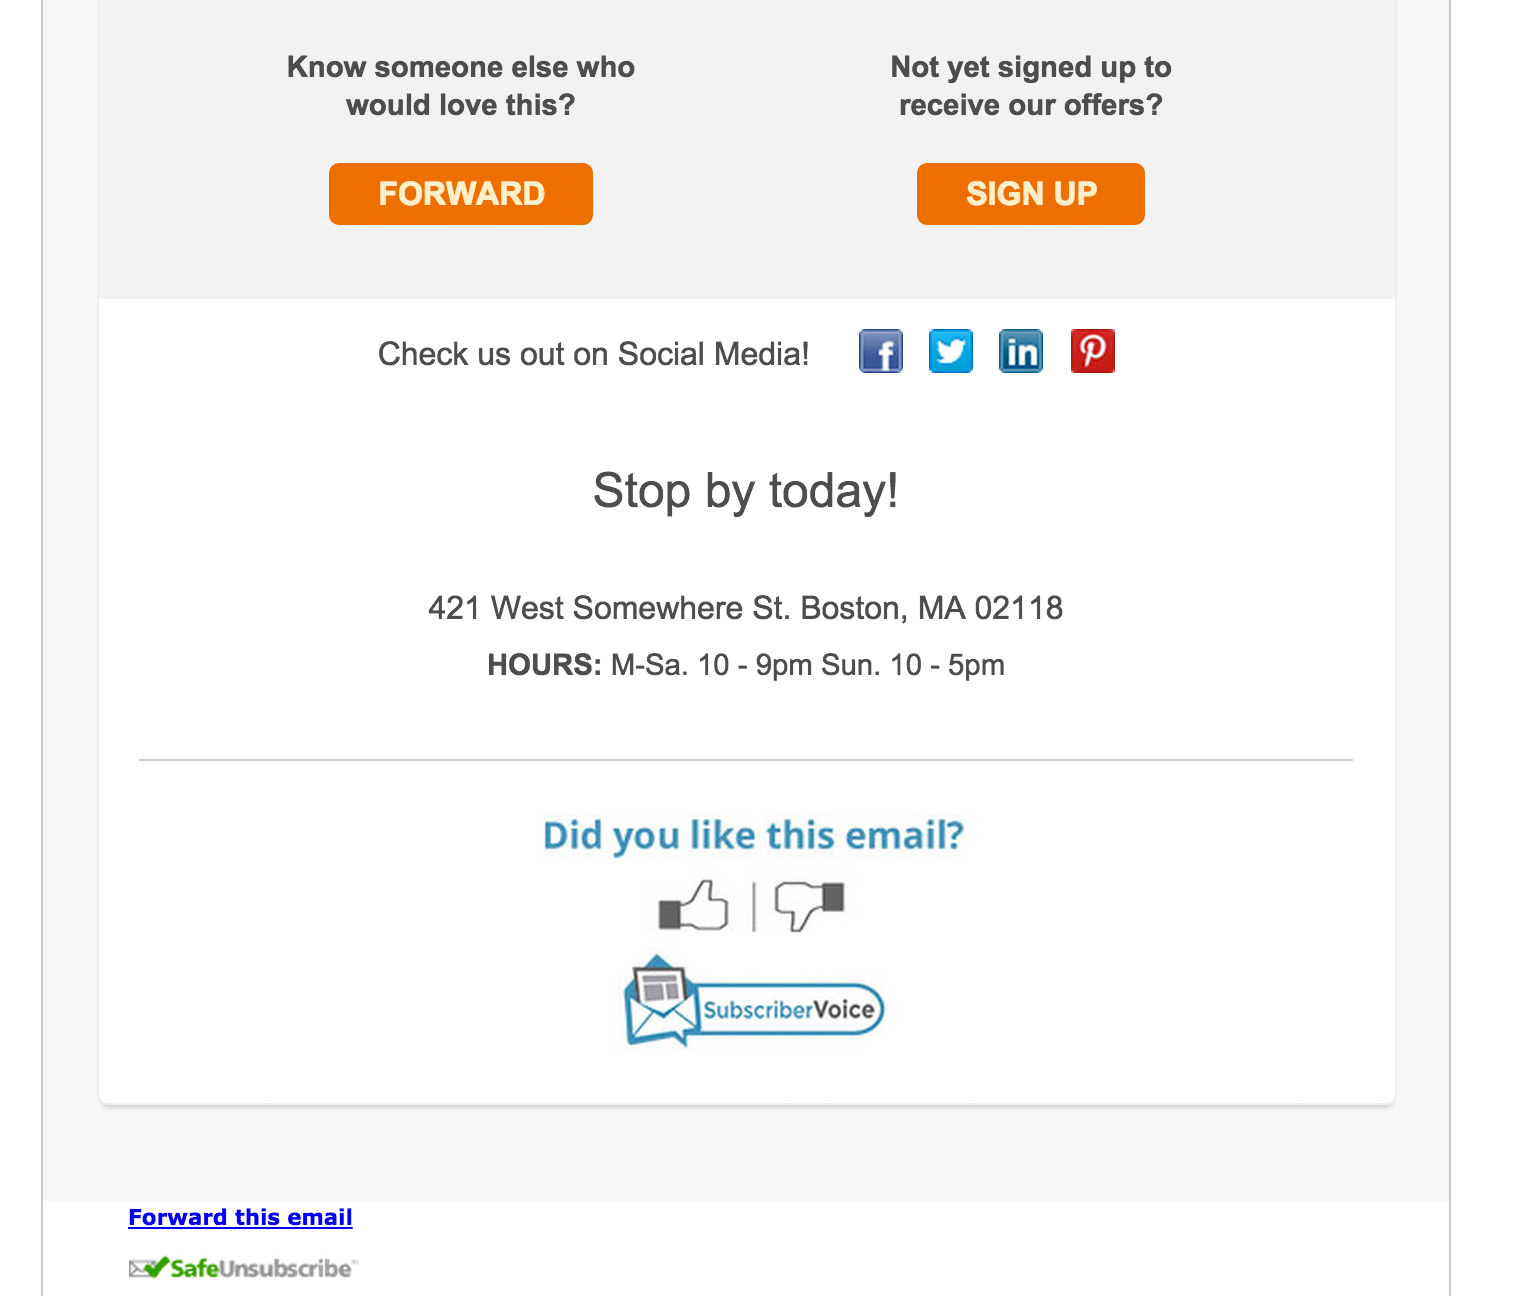 Know someone else who
would love this?
FORWARD
Not yet signed up to
receive our offers?
SIGN UP
Check us out on Social Media!
f
in
Stop by today!
421 West Somewhere St. Boston, MA 02118
HOURS: M-Sa. 10 - 9pm Sun. 10 - 5pm
Did you like this email?
SubscriberVoice
Forward this email
SafeUnsubscribe™